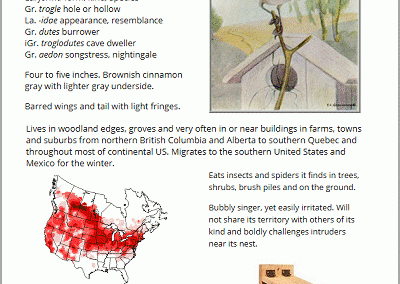 Gr. trogle hole or hollow
La. -idae appearance, resemblance
Gr. dutes burrower
iGr. trogladutes cave dweller
Gr. aedon songstress, nightingale
Four to five inches. Brownish cinnamon
gray with lighter gray underside.
Barred wings and tail with light fringes.
Lives in woodland edges, groves and very often in or near buildings in farms, towns
and suburbs from northern British Columbia and Alberta to southern Quebec and
throughout most of continental US. Migrates to the southern United States and
Mexico for the winter.
Eats insects and spiders it finds in trees,
shrubs, brush piles and on the ground.
Bubbly singer, yet easily irritated. Will
not share its territory with others of its
kind and boldly challenges intruders
near its nest.